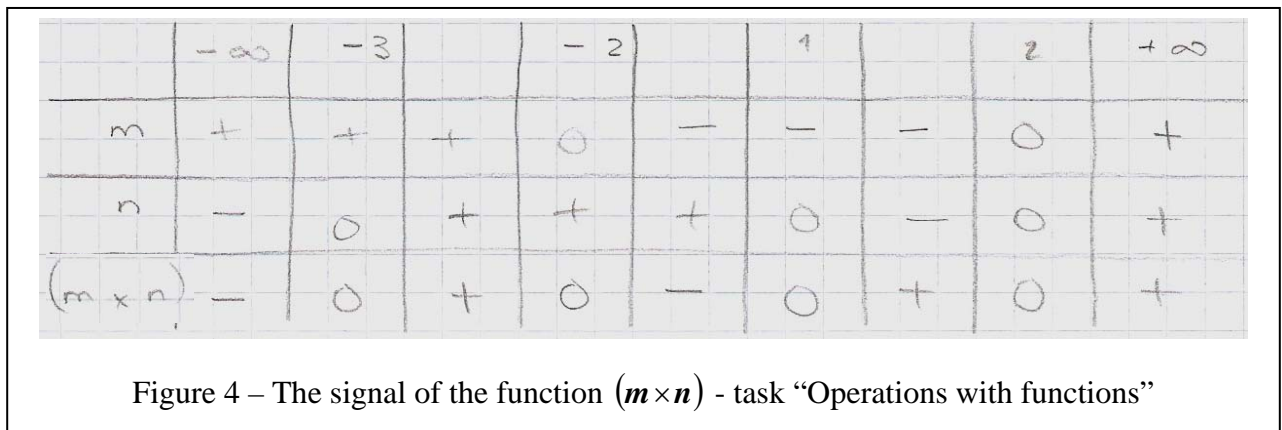 -∞ -3 -2 1 2 +∞
m + + + 0 - - - 0 +
n - 0 + + + 0 - 0 +
(m x n) - 0 + 0 - 0 + 0 +
Figure 4 – The signal of the function (m×n) - task “Operations with functions”